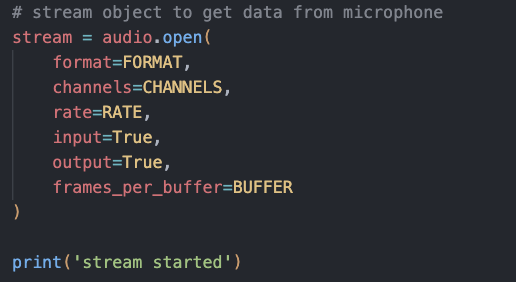 # stream object to get data from microphone
stream = audio.open(
    format=FORMAT,
    channels=CHANNELS,
    rate=RATE,
    input=True,
    output=True,
    frames_per_buffer=BUFFER
)

print('stream started')